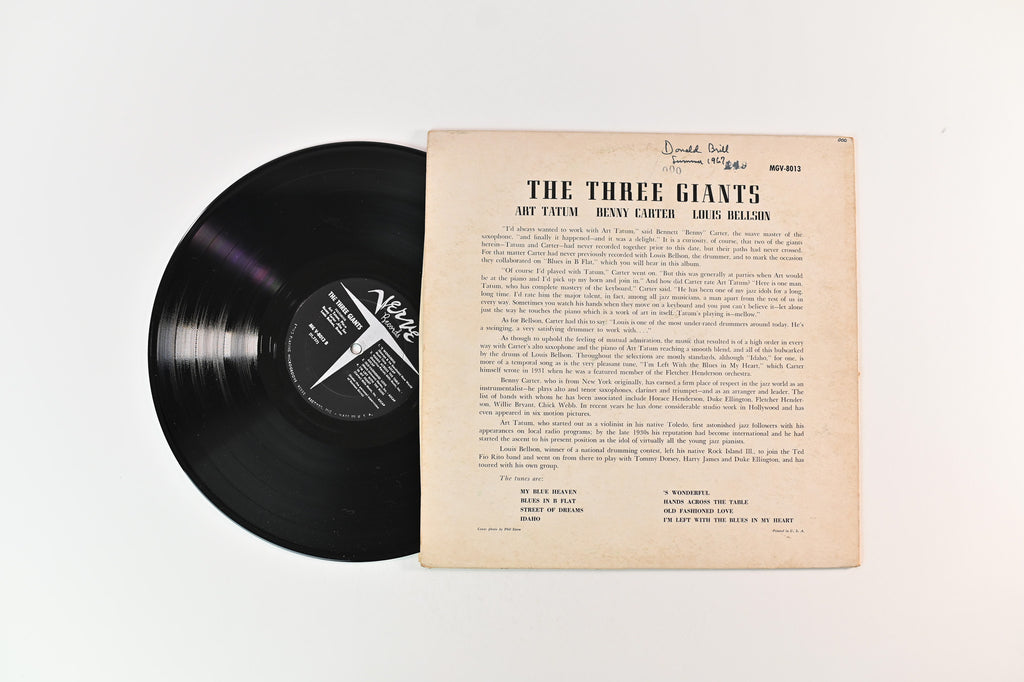 THE THREE GIANTS
Verve
Records
000
Donald Brill
Summer 1967
000
MGV-8013
THE THREE GIANTS
ART TATUM BENNY CARTER LOUIS BELLSON
"I'd always wanted to work with Art Tatum," said Bennett "Benny" Carter, the suave master of the
saxophone, "and finally it happened—and it was a delight." It is a curiosity, of course, that two of the giants
herein—Tatum and Carter—had never recorded together prior to this date, but their paths had never crossed.
For that matter Carter had never previously recorded with Louis Bellson, the drummer, and to mark the occasion
they collaborated on "Blues in B Flat," which you will hear in this album.
"Of course I'd played with Tatum," Carter went on, "But this was generally at parties when Art would
be at the piano and I'd pick up my horn and join in." And how did Carter rate Art Tatum? "Here is one man,
Tatum, who has complete mastery of the keyboard," Carter said. "He has been one of my jazz idols for a long,
long time. I'd rate him the major talent, in fact, among all jazz musicians, a man apart from the rest of us in
every way. Sometimes you watch his hands when they move on a keyboard and you just can't believe it—let alone
just the way he touches the piano which is a work of art in itself. Tatum's playing is—mellow."
As for Bellson, Carter had this to say: "Louis is one of the most under-rated drummers around today. He's
a swinging, a very satisfying drummer to work with. . . ."
As though to uphold the feeling of mutual admiration, the music that resulted is of a high order in every
way with Carter's alto saxophone and the piano of Art Tatum reaching a smooth blend, and all of this bulwarked
by the drums of Louis Bellson. Throughout the selections are mostly standards, although "Idaho," for one, is
more of a temporal song as is the very pleasant tune, "I'm Left With the Blues in My Heart," which Carter
himself wrote in 1931 when he was a featured member of the Fletcher Henderson orchestra.
Benny Carter, who is from New York originally, has earned a firm place of respect in the jazz world as an
instrumentalist—he plays alto and tenor saxophones, clarinet and trumpet—and as an arranger and leader. The
list of bands with whom he has been associated include Horace Henderson, Duke Ellington, Fletcher Hender-
son, Willie Bryant, Chick Webb. In recent years he has done considerable studio work in Hollywood and has
even appeared in six motion pictures.
Art Tatum, who started out as a violinist in his native Toledo, first astonished jazz followers with his
appearances on local radio programs; by the late 1930s his reputation had become international and he had
started the ascent to his present position as the idol of virtually all the young jazz pianists.
Louis Bellson, winner of a national drumming contest, left his native Rock Island Ill., to join the Ted
Fio Rito band and went on from there to play with Tommy Dorsey, Harry James and Duke Ellington, and has
toured with his own group.
The tunes are:
MY BLUE HEAVEN
BLUES IN B FLAT
STREET OF DREAMS
IDAHO
'S WONDERFUL
HANDS ACROSS THE TABLE
OLD FASHIONED LOVE
I'M LEFT WITH THE BLUES IN MY HEART
Cover photo by Phil Stern
Printed in U. S. A.